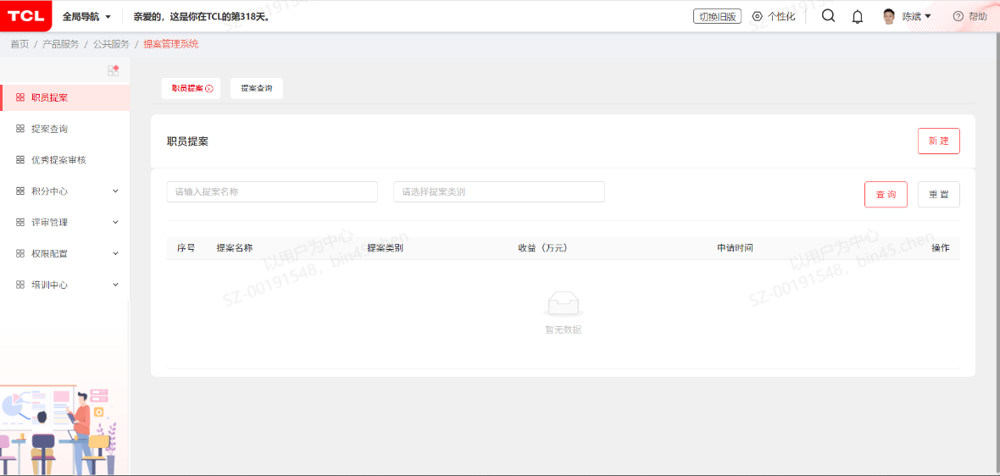 TCL 全局导航 亲爱的，这是你在TCL的第318天。 切换旧版 个性化 陈斌 帮助
首页 / 产品服务 / 公共服务 / 提案管理系统
职员提案 提案查询
职员提案
提案查询
优秀提案审核
积分中心
评审管理
权限配置
培训中心
职员提案 新 建
请输入提案名称 请选择提案类别 查 询 重 置
序号 提案名称 提案类别 收益（万元） 申请时间 操作
暂无数据
以用户为中心
SZ-00191548，bin45.chen
以用户为中心
SZ-00191548，bin45.chen